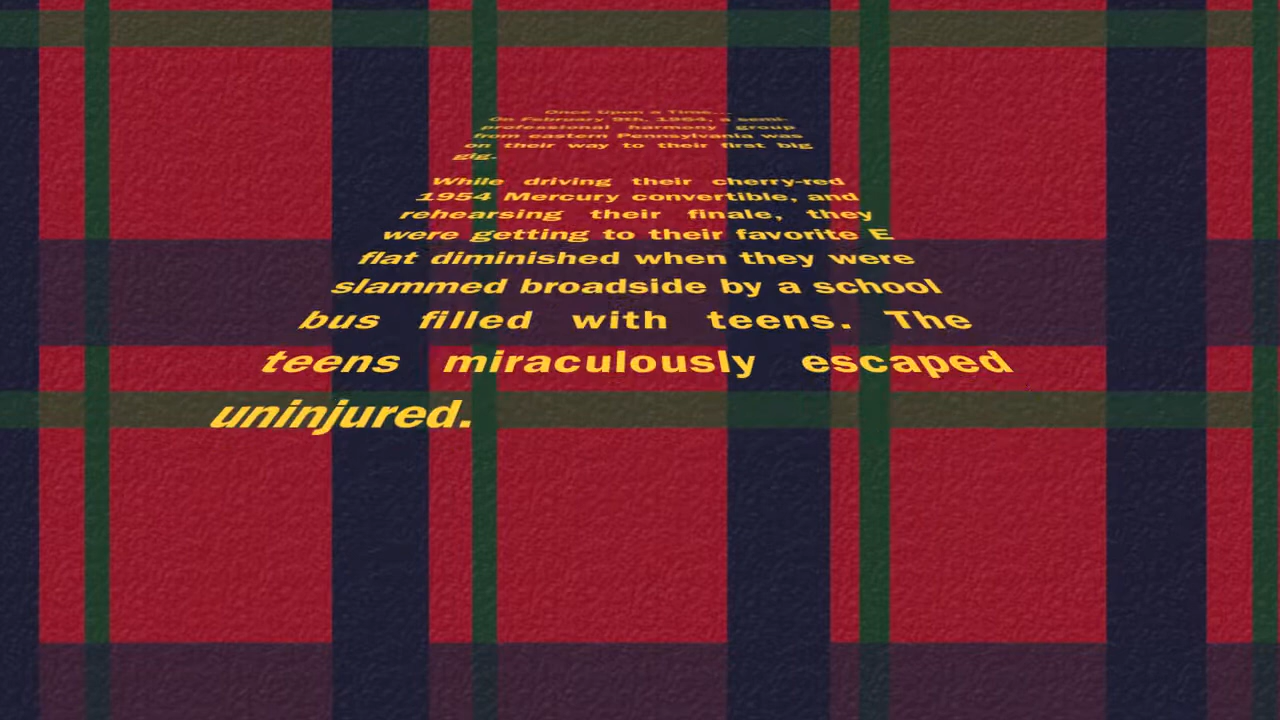 Once Upon a Time...
On February 9th, 1964, a semi-
professional harmony group
from eastern Pennsylvania was
on their way to their first big
gig.
While driving their cherry-red
1954 Mercury convertible, and
rehearsing their finale, they
were getting to their favorite E
flat diminished when they were
slammed broadside by a school
bus filled with teens. The
teens miraculously escaped
uninjured.